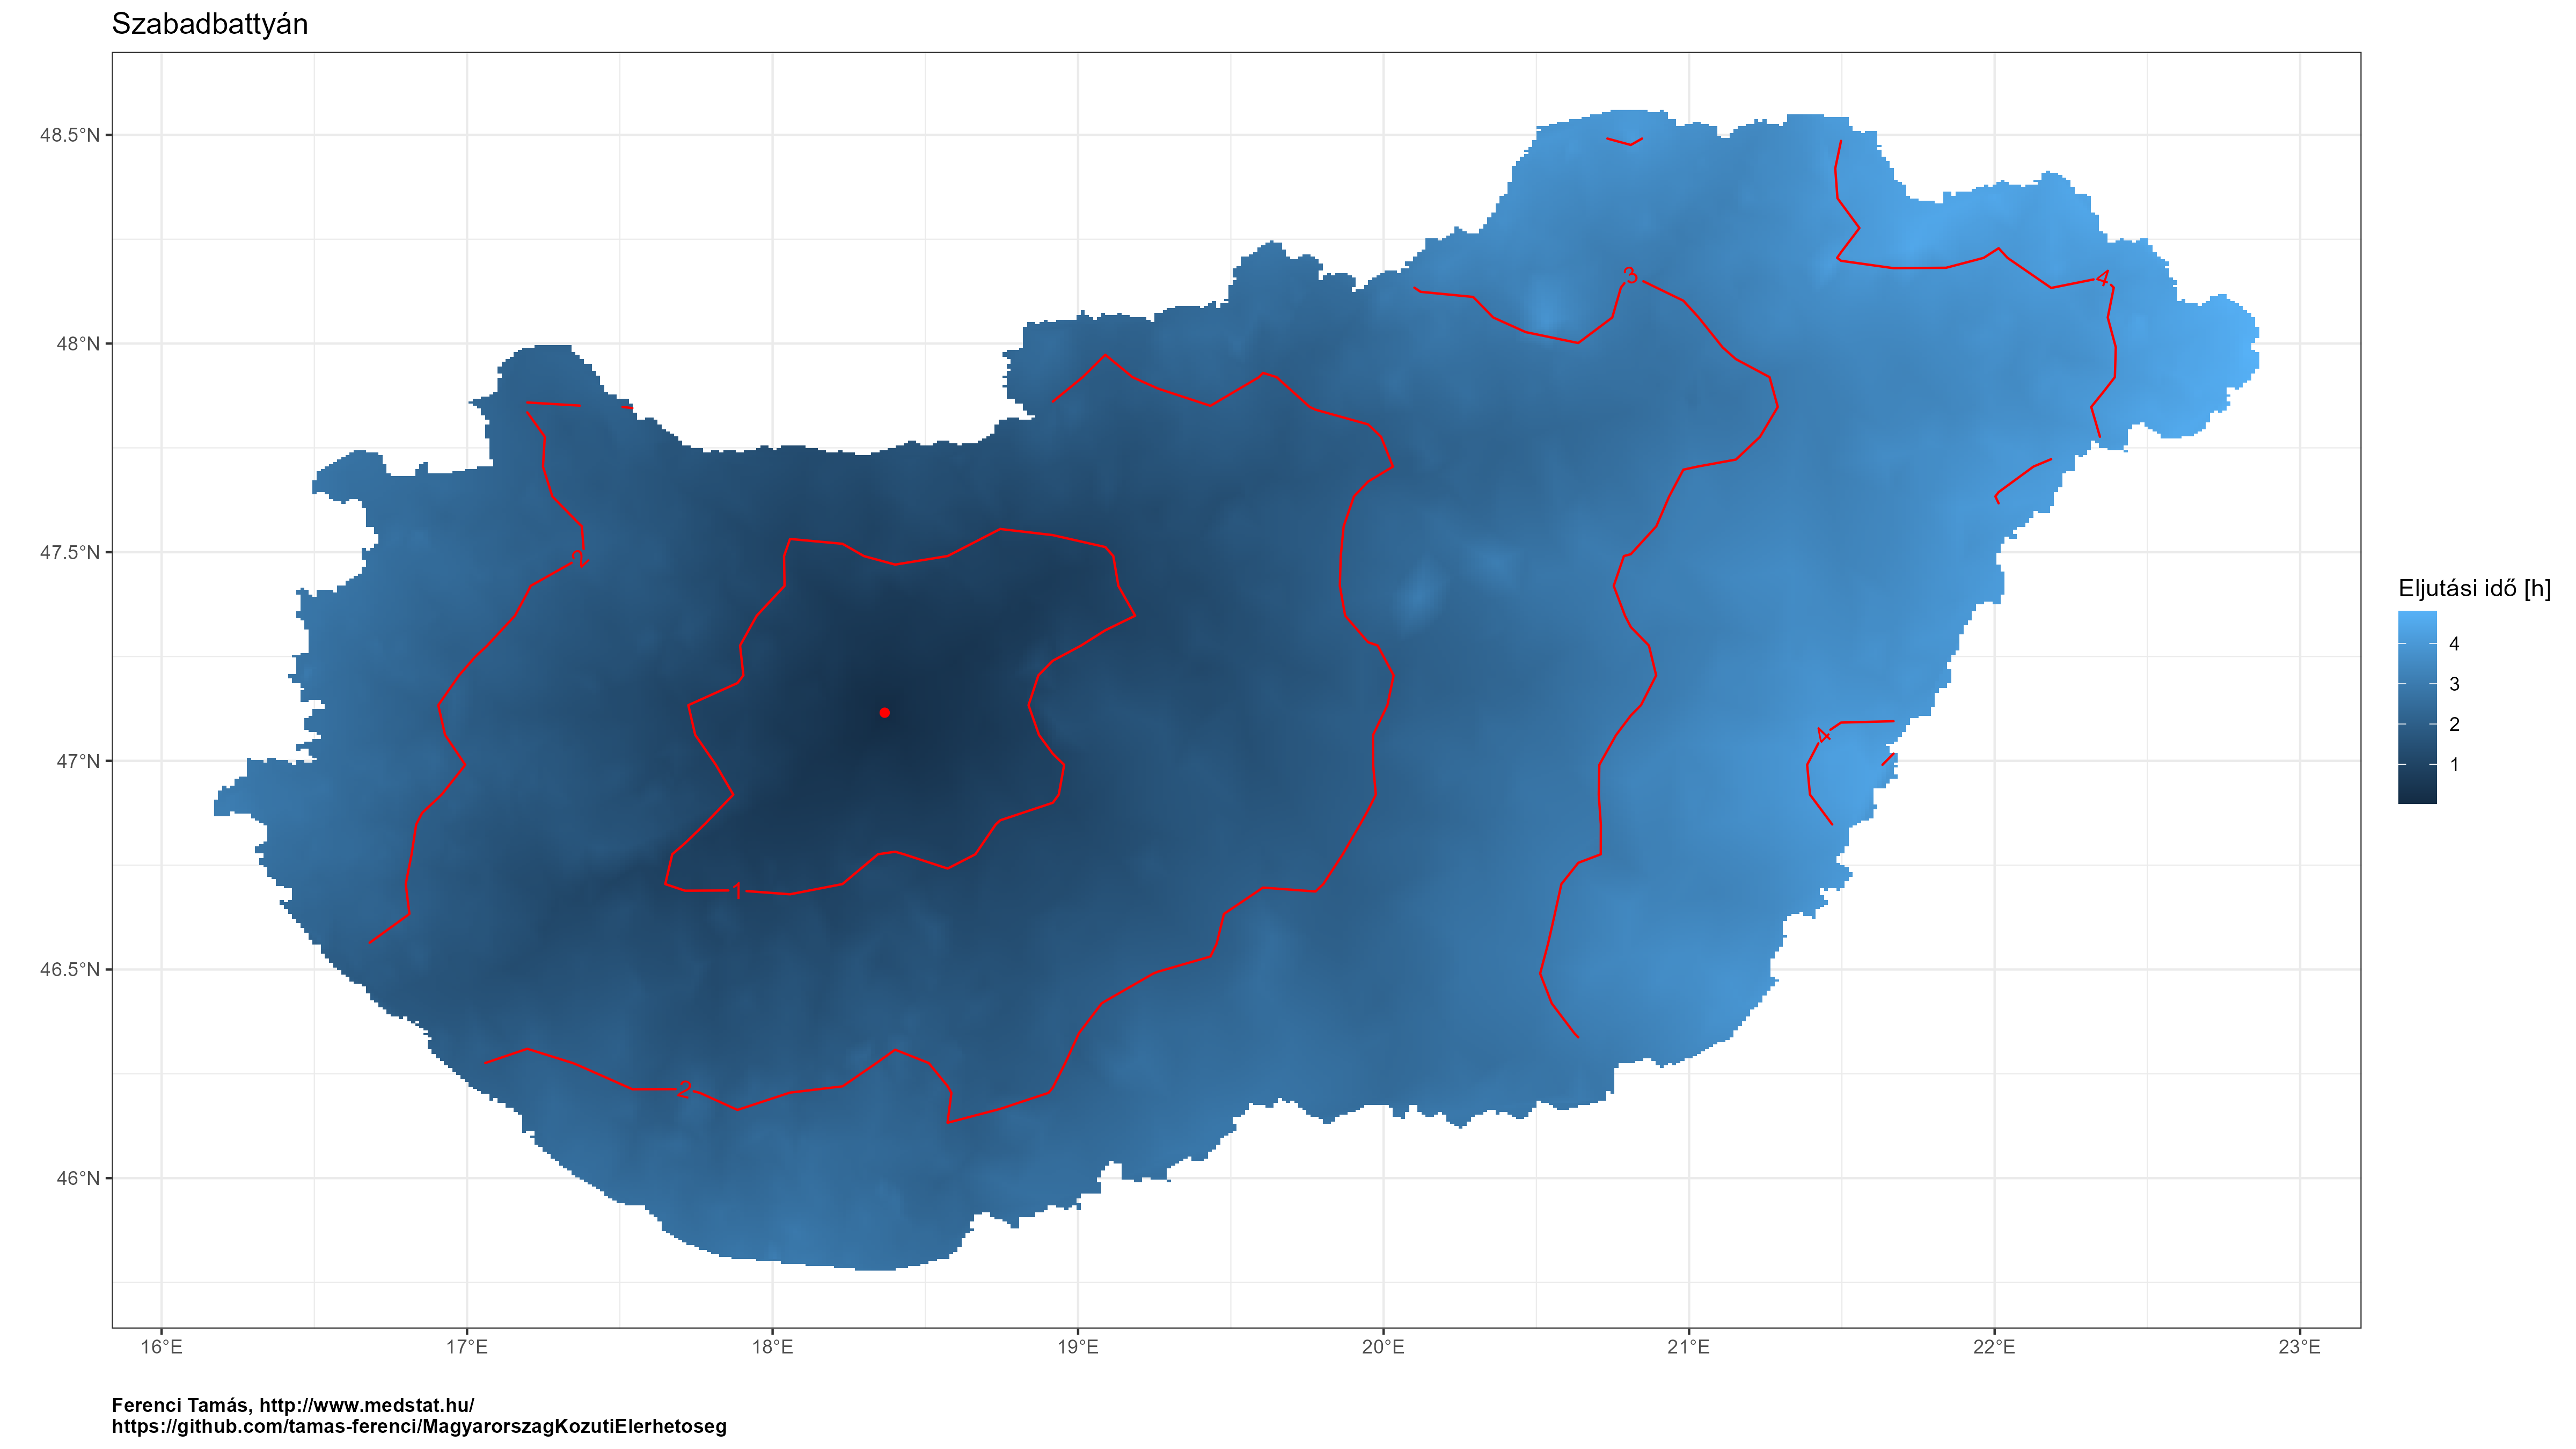 Szabadbattyán
48.5°N
48°N
47.5°N
47°N
46.5°N
46°N
16°E
17°E
18°E
19°E
20°E
21°E
22°E
23°E
3
4
2
4
1
2
Eljutási idő [h]
4
3
2
1
Ferenci Tamás, http://www.medstat.hu/
https://github.com/tamas-ferenci/MagyarorszagKozutiElerhetoseg